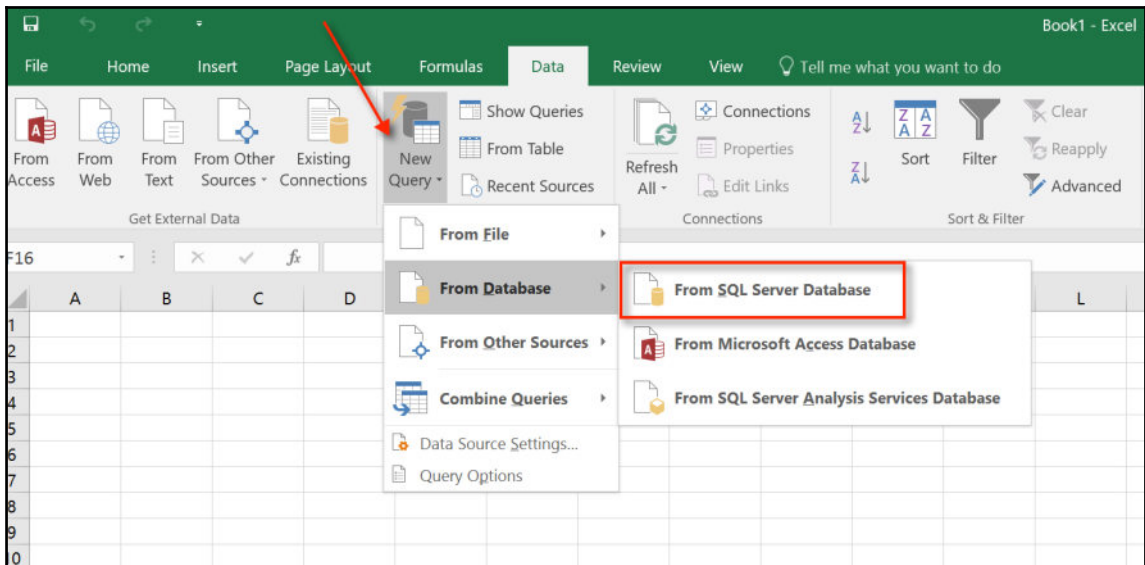 Book1 - Excel
File Home Insert Page Layout Formulas Data Review View Tell me what you want to do
From Access
From Web
From Text
From Other Sources
Existing Connections
Get External Data
New Query
Show Queries
From Table
Recent Sources
Refresh All
Connections
Properties
Edit Links
Connections
A Z
Z A
Z A A Z
Sort
Filter
Clear
Reapply
Advanced
Sort & Filter
From File
From Database
From Other Sources
Combine Queries
Data Source Settings...
Query Options
From SQL Server Database
From Microsoft Access Database
From SQL Server Analysis Services Database
F16 fx
A B C D L
1
2
3
4
5
6
7
8
9
10